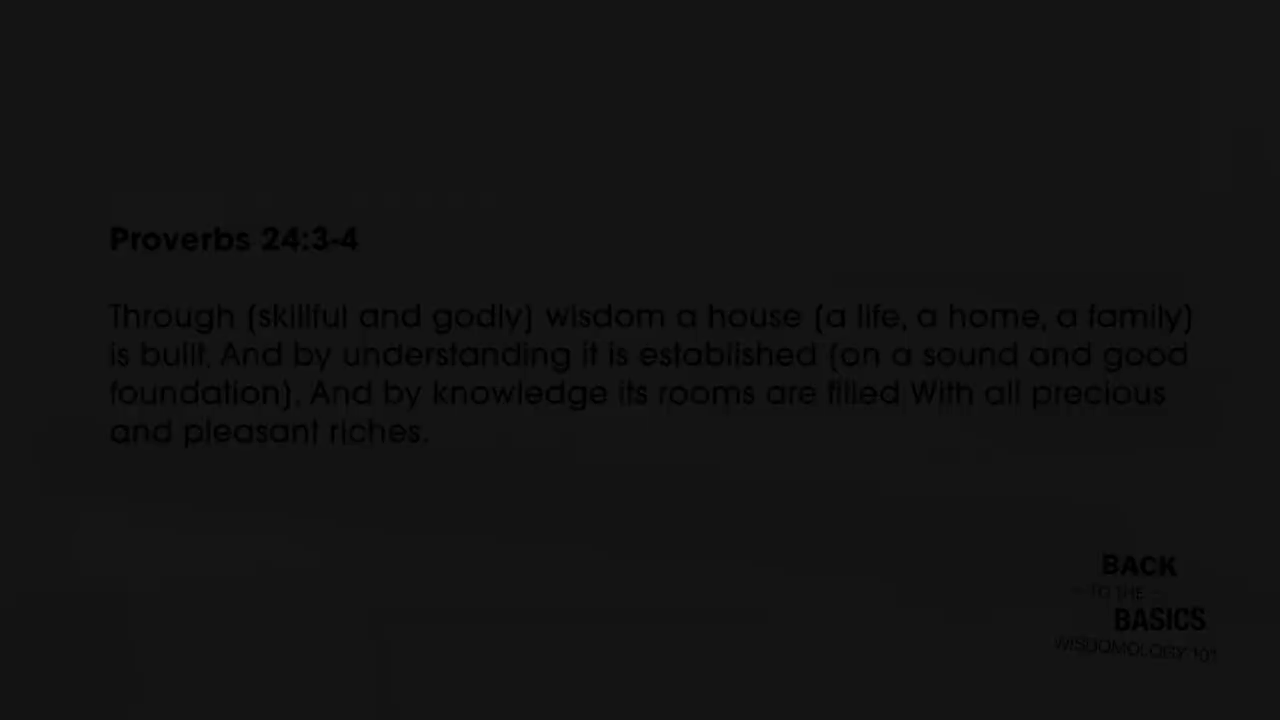 Proverbs 24:3-4
Through (skillful and godly) wisdom a house (a life, a home, a family)
is built, And by understanding it is established (on a sound and good
foundation), And by knowledge its rooms are filled With all precious
and pleasant riches.
BACK
TO THE
BASICS
WISDOMOLOGY 101